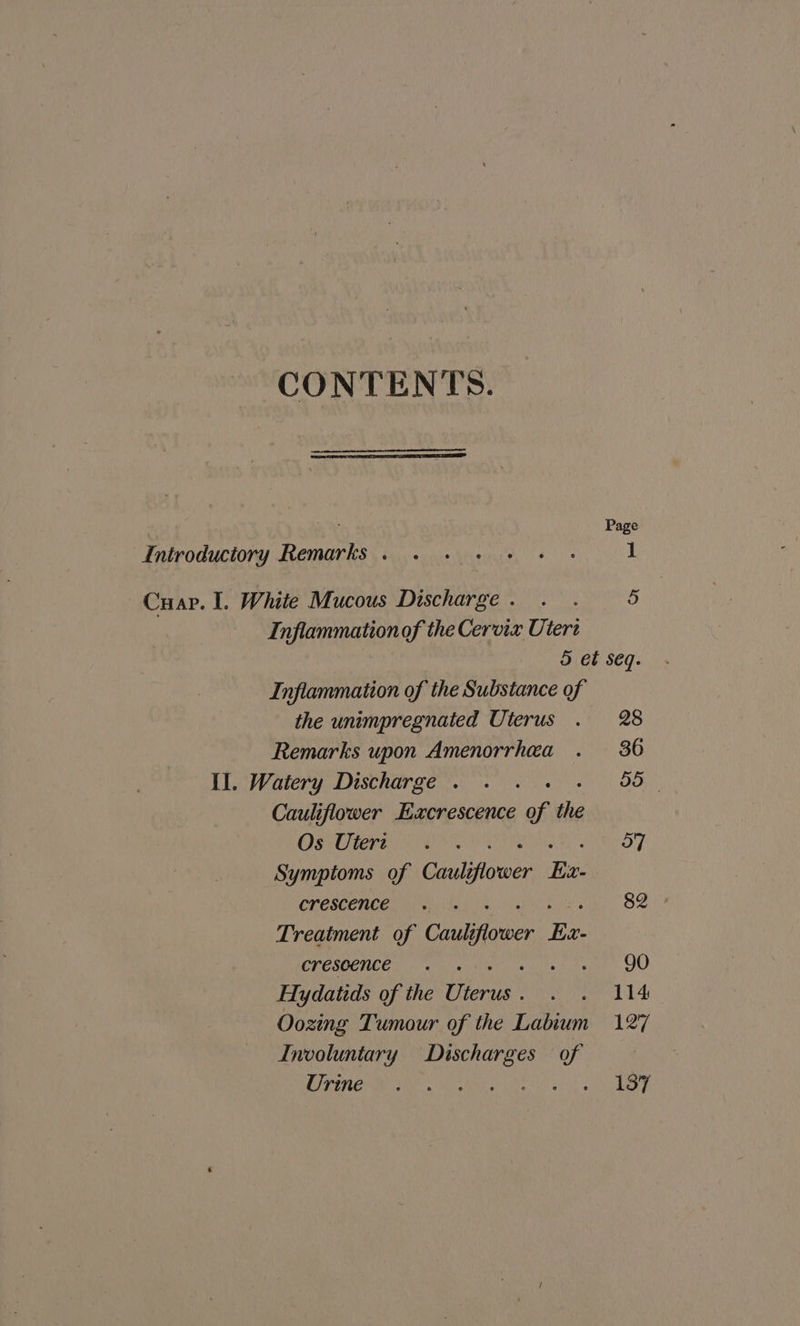 CONTENTS.
Page
Introductory Remarks . . . . . . . 1
CHAP. I. White Mucous Discharge . . . 5
Inflammation of the Cervix Uteri
5 et seq.
Inflammation of the Substance of
the unimpregnated Uterus . 28
Remarks upon Amenorrhœa . 36
II. Watery Discharge . . . . . 55
Cauliflower Excrescence of the
Os Uteri . . . . . . . 57
Symptoms of Cauliflower Ex-
crescence . . . . . . 82
Treatment of Cauliflower Ex-
crescence . . . . . . 90
Hydatids of the Uterus . . . 114
Oozing Tumour of the Labium 127
Involuntary Discharges of
Urine . . . . . . . 137